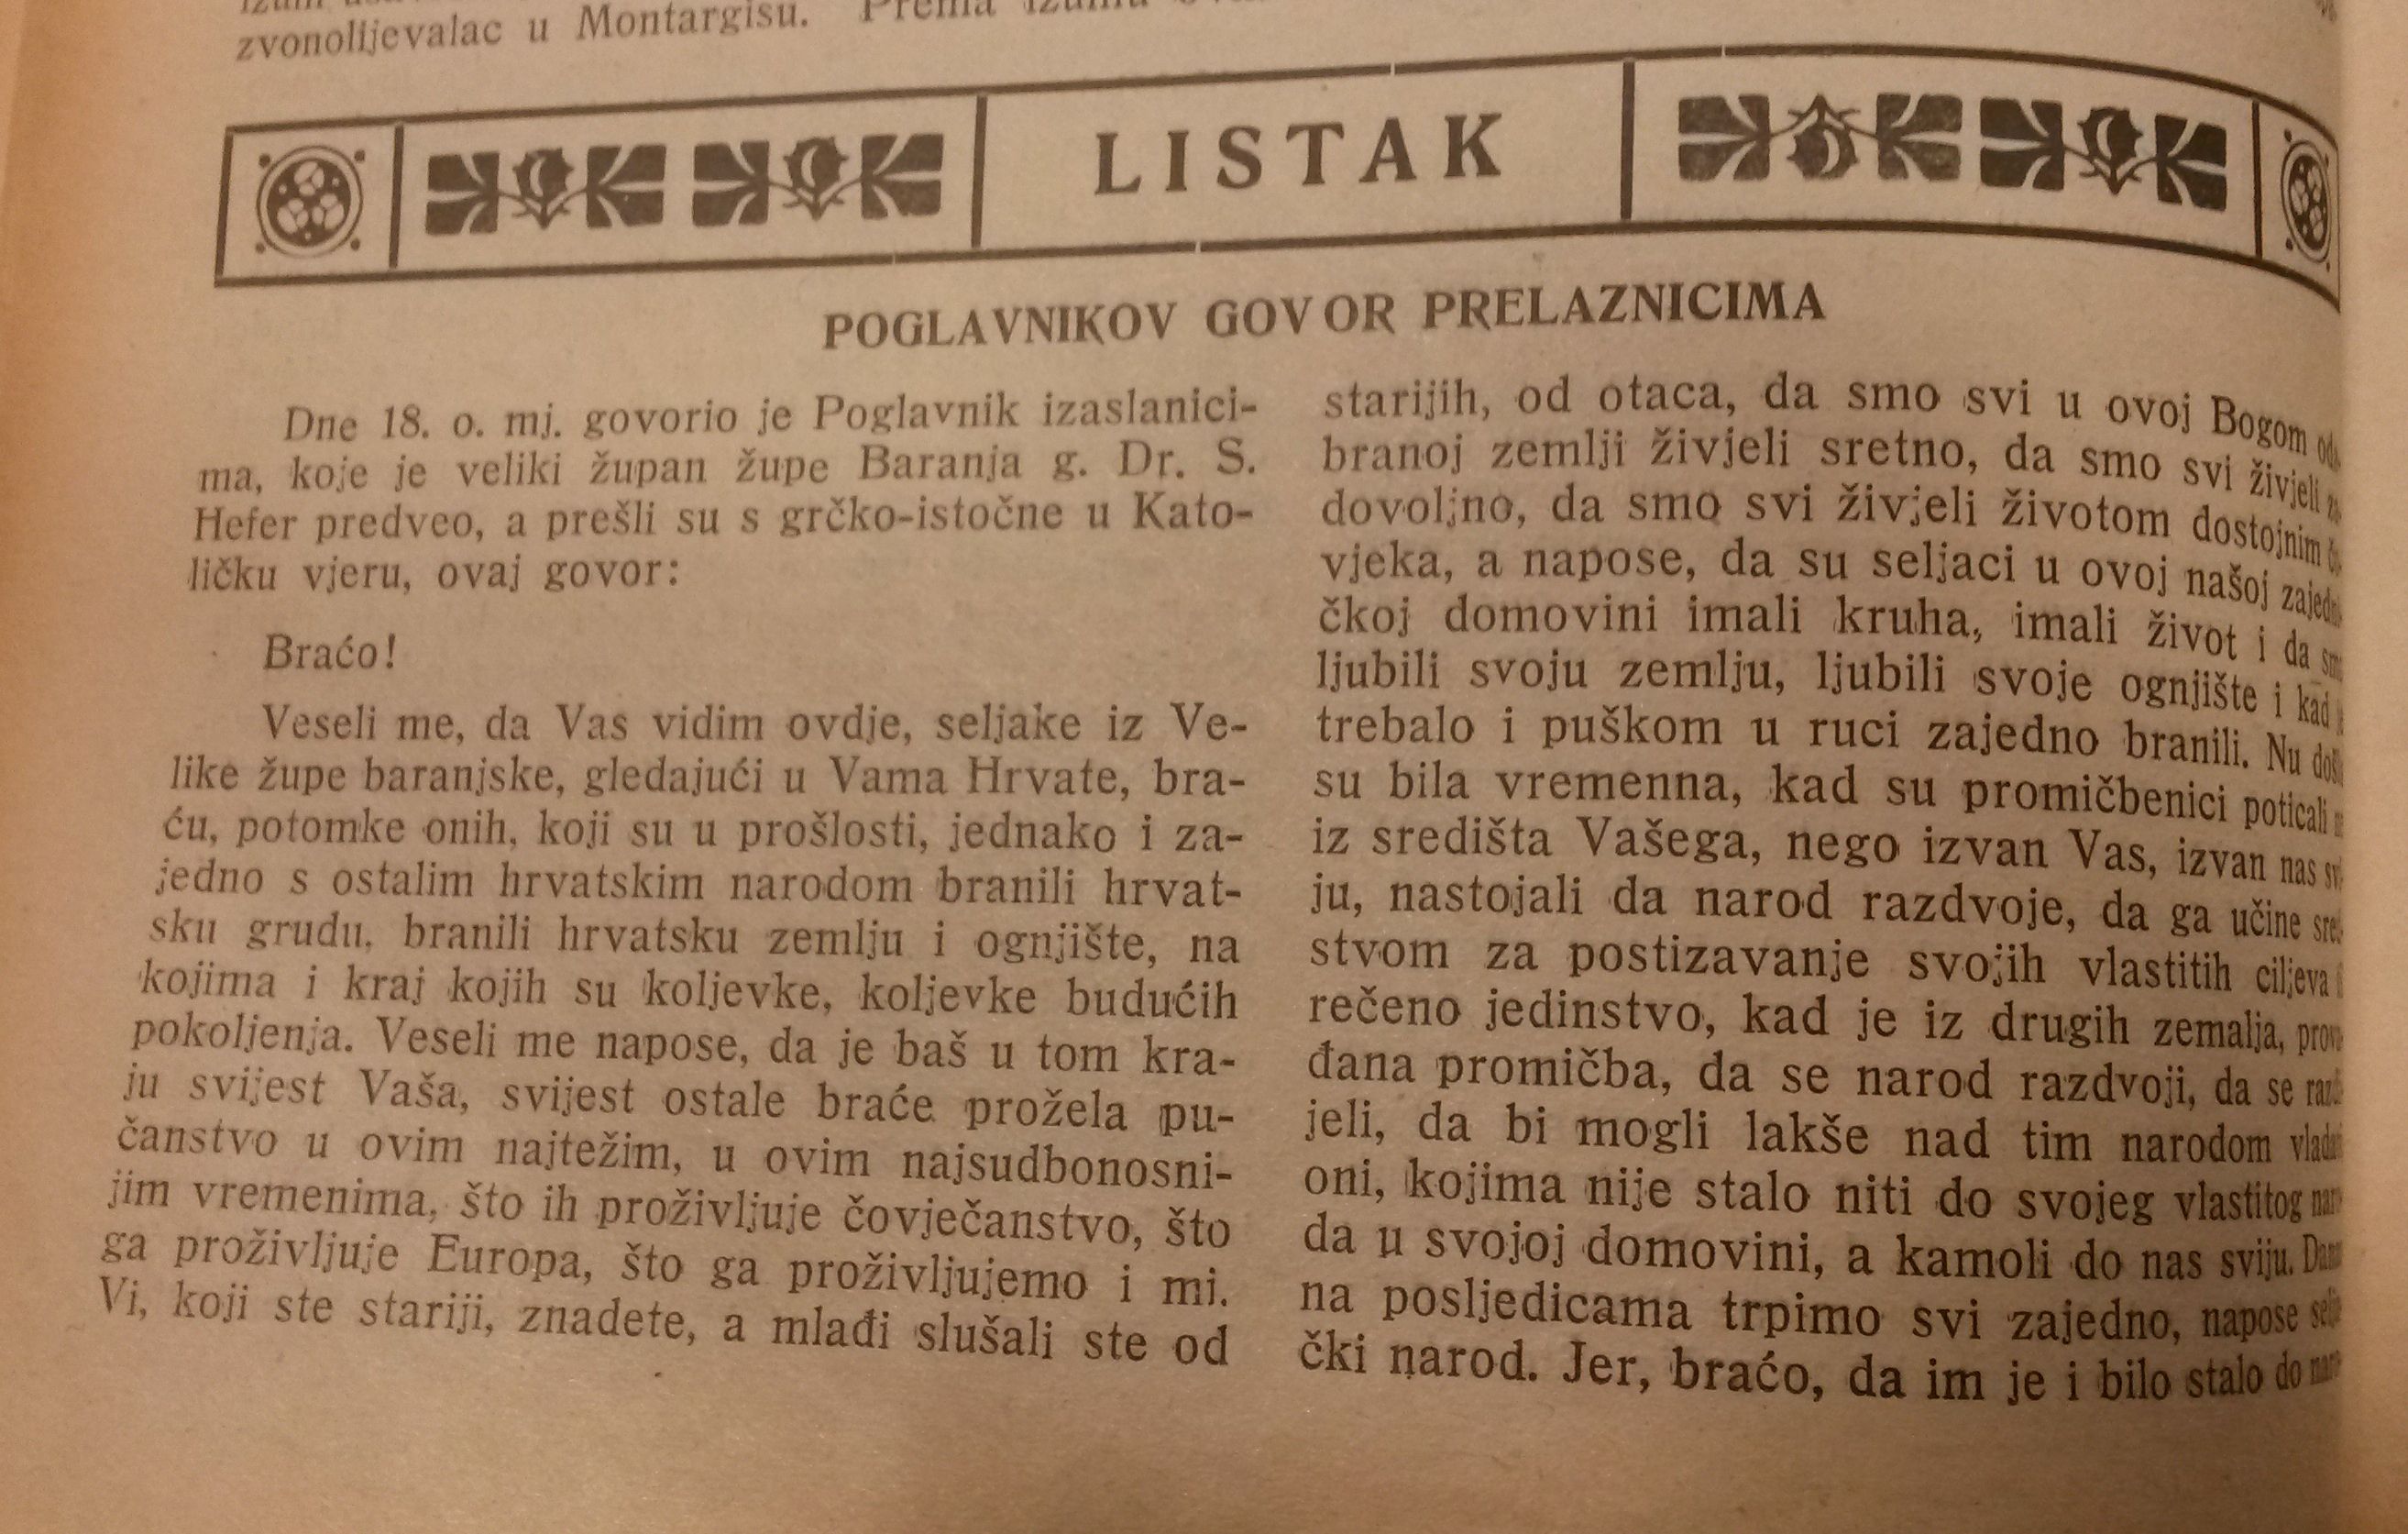 zvonolijevalac u Montargisu. Prema izumu
LISTAK
POGLAVNIKOV GOVOR PRELAZNICIMA
Dne 18. o. mj. govorio je Poglavnik izaslanici-
ma, koje je veliki župan župe Baranja g. Dr. S.
Hefer predveo, a prešli su s grčko-istočne u Kato-
ličku vjeru, ovaj govor:
Braćo!
Veseli me, da Vas vidim ovdje, seljake iz Ve-
like župe baranjske, gledajući u Vama Hrvate, bra-
ću, potomke onih, koji su u prošlosti, jednako i za-
jedno s ostalim hrvatskim narodom branili hrvat-
sku grudu, branili hrvatsku zemlju i ognjište, na
kojima i kraj kojih su koljevke, koljevke budućih
pokoljenja. Veseli me napose, da je baš u tom kra-
ju svijest Vaša, svijest ostale braće prožela pu-
čanstvo u ovim najtežim, u ovim najsudbonosni-
jim vremenima, što ih proživljuje čovječanstvo, što
ga proživljuje Europa, što ga proživljujemo i mi.
Vi, koji ste stariji, znadete, a mlađi slušali ste od
starijih, od otaca, da smo svi u ovoj Bogom
branoj zemlji živjeli sretno, da smo svi živjeli
dovoljno, da smo svi živjeli životom dostojnim
vjeka, a napose, da su seljaci u ovoj našoj
čkoj domovini imali kruha, imali život i da
ljubili svoju zemlju, ljubili svoje ognjište i kad
trebalo i puškom u ruci zajedno branili. Nu
su bila vremenna, kad su promičbenici poticali
iz središta Vašega, nego izvan Vas, izvan nas
ju, nastojali da narod razdvoje, da ga učine
stvom za postizavanje svojih vlastitih ciljeva
rečeno jedinstvo, kad je iz drugih zemalja,
đana promičba, da se narod razdvoji, da se
jeli, da bi mogli lakše nad tim narodom
oni, kojima nije stalo niti do svojeg vlastitog
da u svojoj domovini, a kamoli do nas sviju.
na posljedicama trpimo svi zajedno, napose
čki narod. Jer, braćo, da im je i bilo stalo do